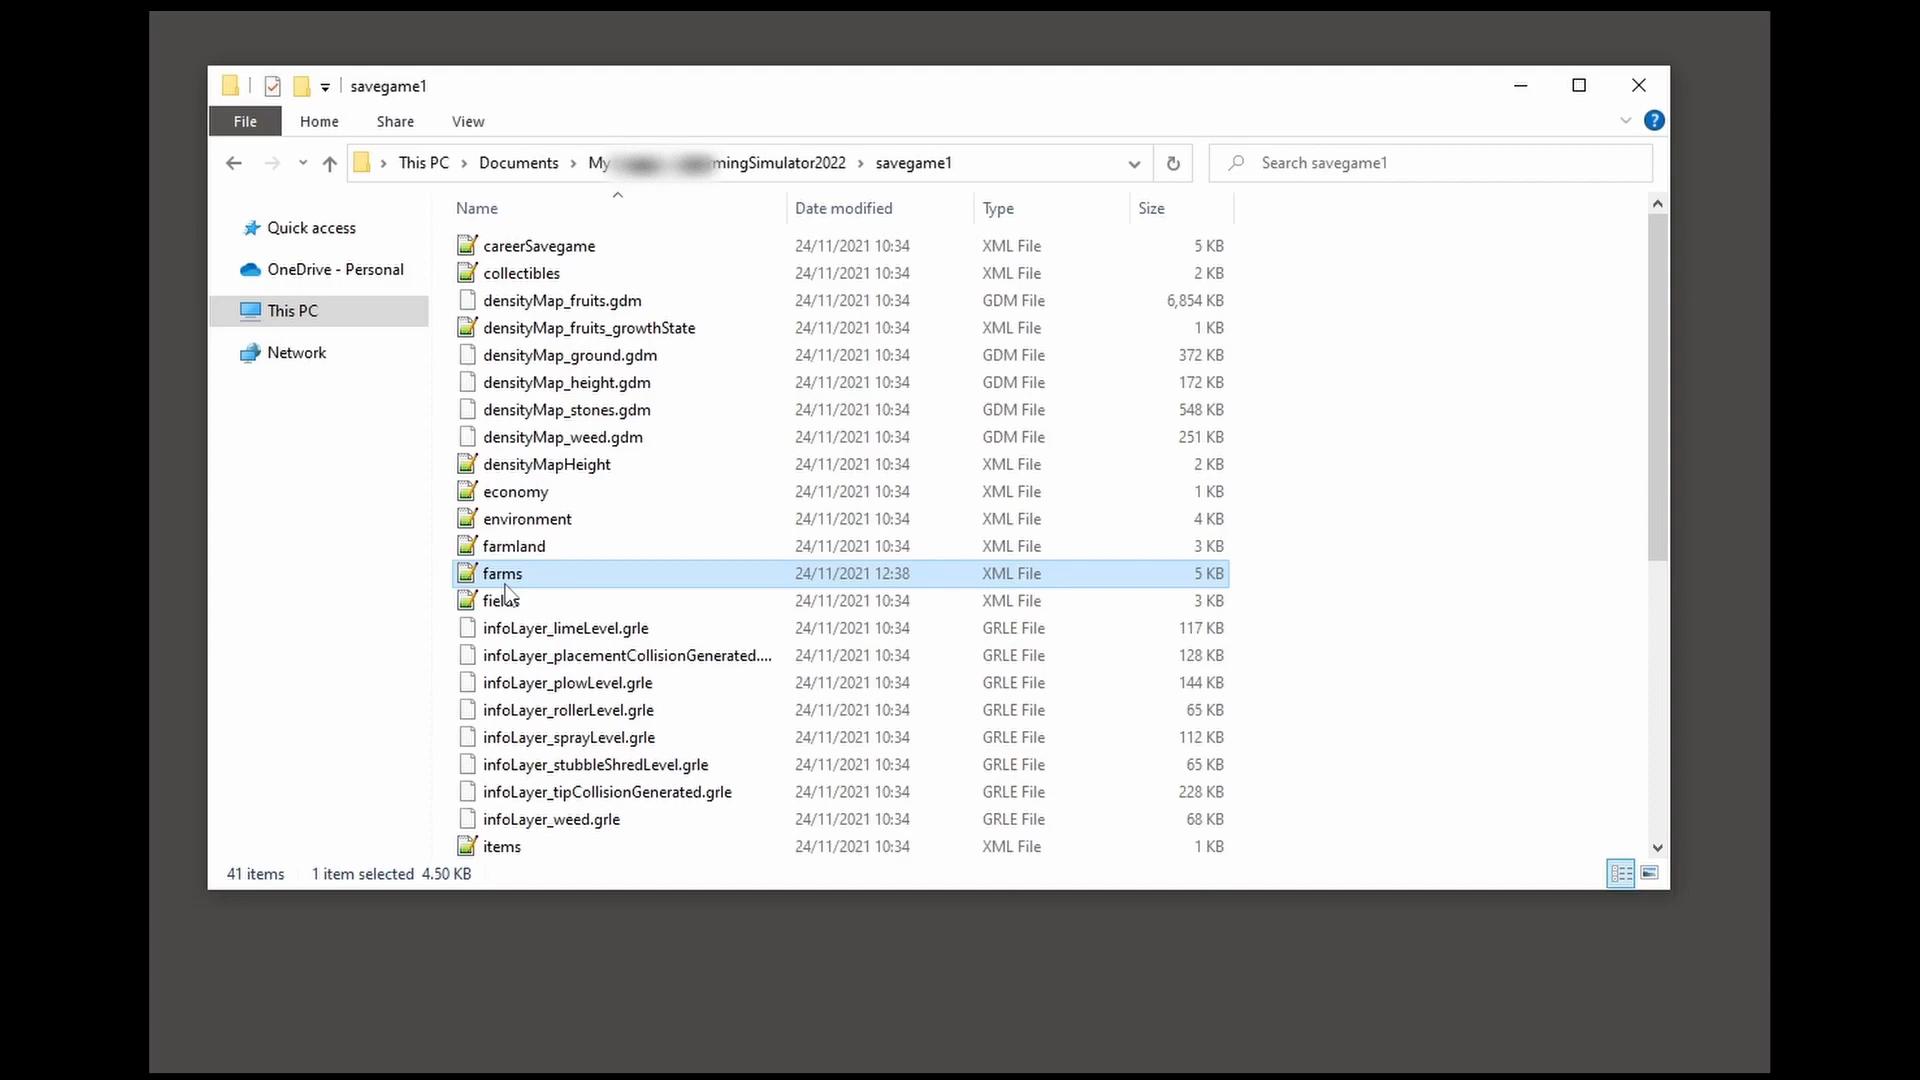 savegame1
File Home Share View
This PC Documents My mingSimulator2022 savegame1 Search savegame1
Name Date modified Type Size
Quick access
OneDrive - Personal
This PC
Network
careerSavegame 24/11/2021 10:34 XML File 5 KB
collectibles 24/11/2021 10:34 XML File 2 KB
densityMap_fruits.gdm 24/11/2021 10:34 GDM File 6,854 KB
densityMap_fruits_growthState 24/11/2021 10:34 XML File 1 KB
densityMap_ground.gdm 24/11/2021 10:34 GDM File 372 KB
densityMap_height.gdm 24/11/2021 10:34 GDM File 172 KB
densityMap_stones.gdm 24/11/2021 10:34 GDM File 548 KB
densityMap_weed.gdm 24/11/2021 10:34 GDM File 251 KB
densityMapHeight 24/11/2021 10:34 XML File 2 KB
economy 24/11/2021 10:34 XML File 1 KB
environment 24/11/2021 10:34 XML File 4 KB
farmland 24/11/2021 10:34 XML File 3 KB
farms 24/11/2021 12:38 XML File 5 KB
fields 24/11/2021 10:34 XML File 3 KB
infoLayer_limeLevel.grle 24/11/2021 10:34 GRLE File 117 KB
infoLayer_placementCollisionGenerated.... 24/11/2021 10:34 GRLE File 128 KB
infoLayer_plowLevel.grle 24/11/2021 10:34 GRLE File 144 KB
infoLayer_rollerLevel.grle 24/11/2021 10:34 GRLE File 65 KB
infoLayer_sprayLevel.grle 24/11/2021 10:34 GRLE File 112 KB
infoLayer_stubbleShredLevel.grle 24/11/2021 10:34 GRLE File 65 KB
infoLayer_tipCollisionGenerated.grle 24/11/2021 10:34 GRLE File 228 KB
infoLayer_weed.grle 24/11/2021 10:34 GRLE File 68 KB
items 24/11/2021 10:34 XML File 1 KB
41 items 1 item selected 4.50 KB